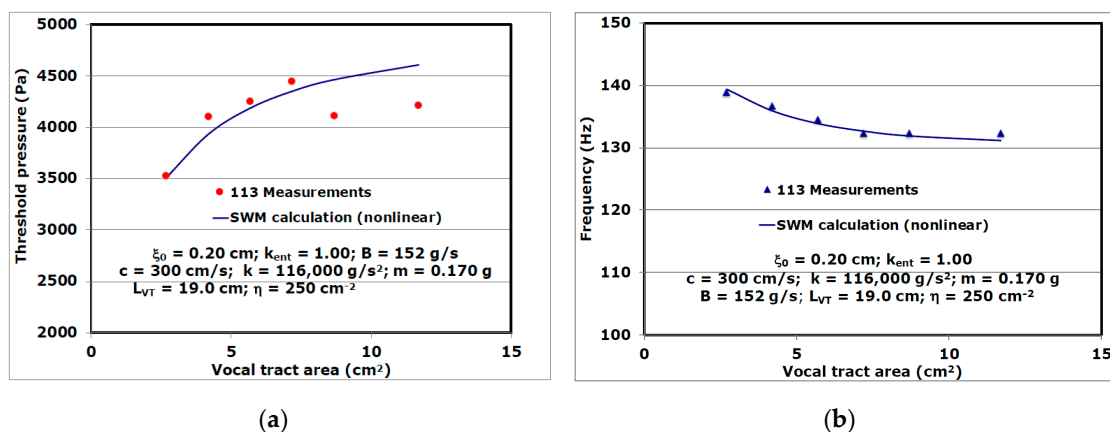 5000
4500
4000
3500
3000
2500
2000
Threshold pressure (Pa)
113 Measurements
SWM calculation (nonlinear)
ξ₀ = 0.20 cm; kₑₙₜ = 1.00; B = 152 g/s
c = 300 cm/s; k = 116,000 g/s²; m = 0.170 g
L_VT = 19.0 cm; η = 250 cm⁻²
0 5 10 15
Vocal tract area (cm²)
(a)
150
140
130
120
110
100
Frequency (Hz)
113 Measurements
SWM calculation (nonlinear)
ξ₀ = 0.20 cm; kₑₙₜ = 1.00
c = 300 cm/s; k = 116,000 g/s²; m = 0.170 g
B = 152 g/s; L_VT = 19.0 cm; η = 250 cm⁻²
0 5 10 15
Vocal tract area (cm²)
(b)